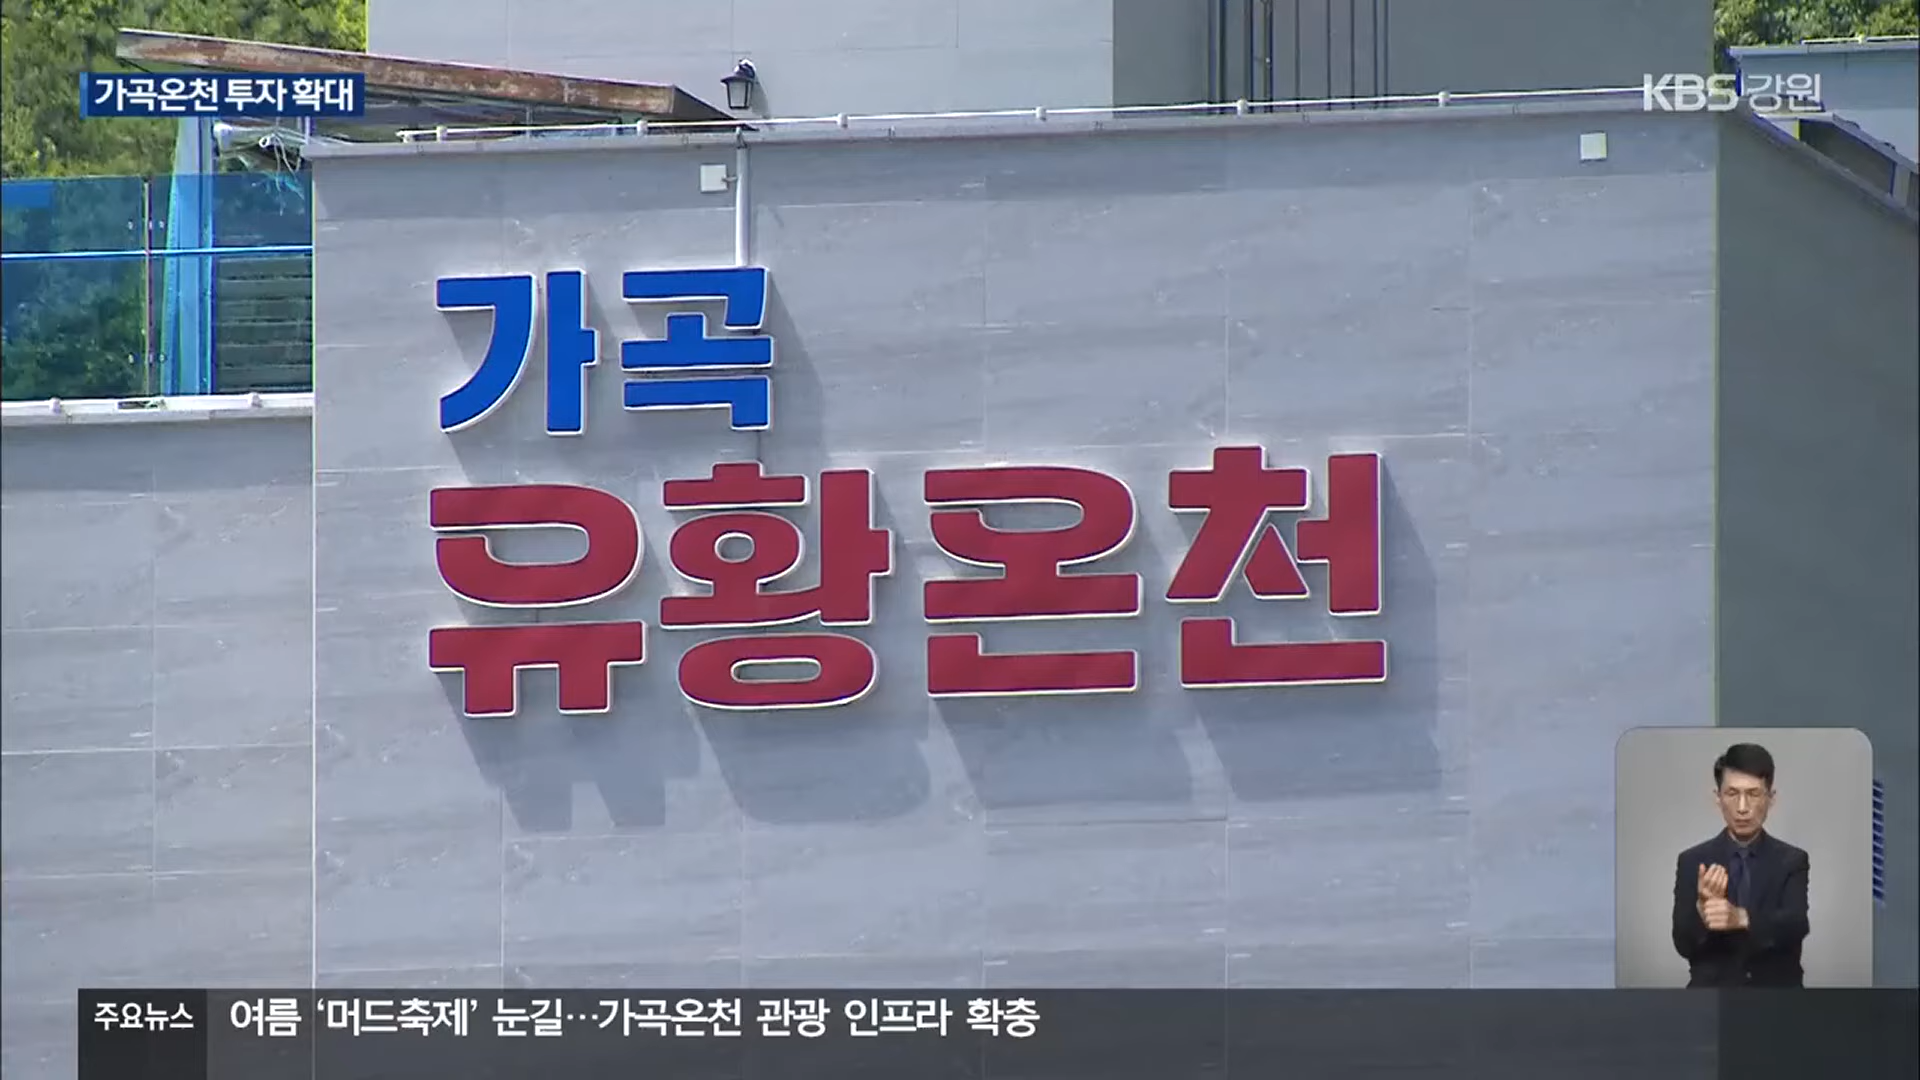 가곡온천 투자 확대
KBS 강원
가곡
유황온천
주요뉴스
여름 ‘머드축제’ 눈길…가곡온천 관광 인프라 확충